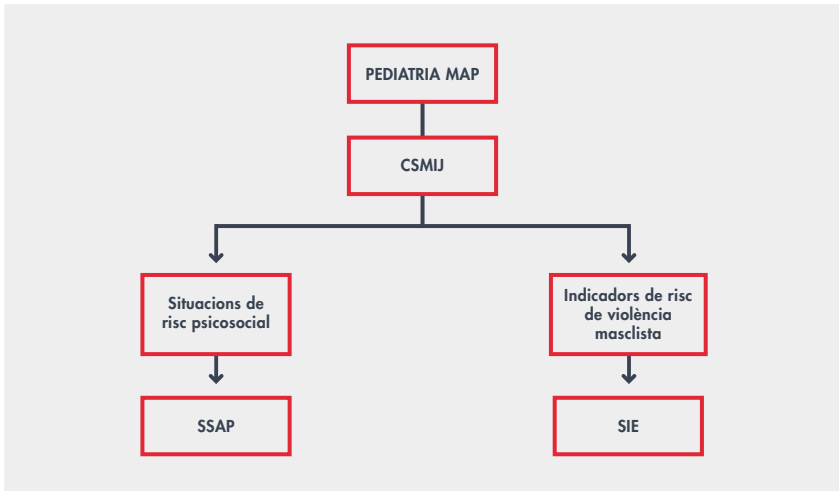 PEDIATRIA MAP
CSMIJ
Situacions de
risc psicosocial
Indicadors de risc
de violència
masclista
SSAP
SIE